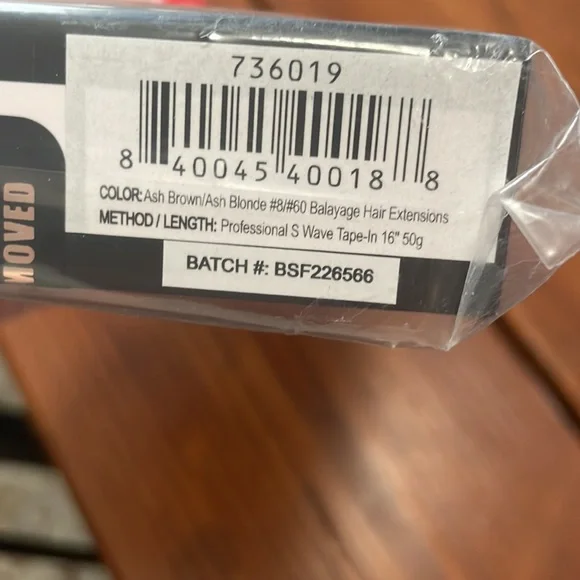 736019
8 40045 40018 8
COLOR: Ash Brown/Ash Blonde #8/#60 Balayage Hair Extensions
METHOD / LENGTH: Professional S Wave Tape-In 16" 50g
BATCH #: BSF226566
MOVED